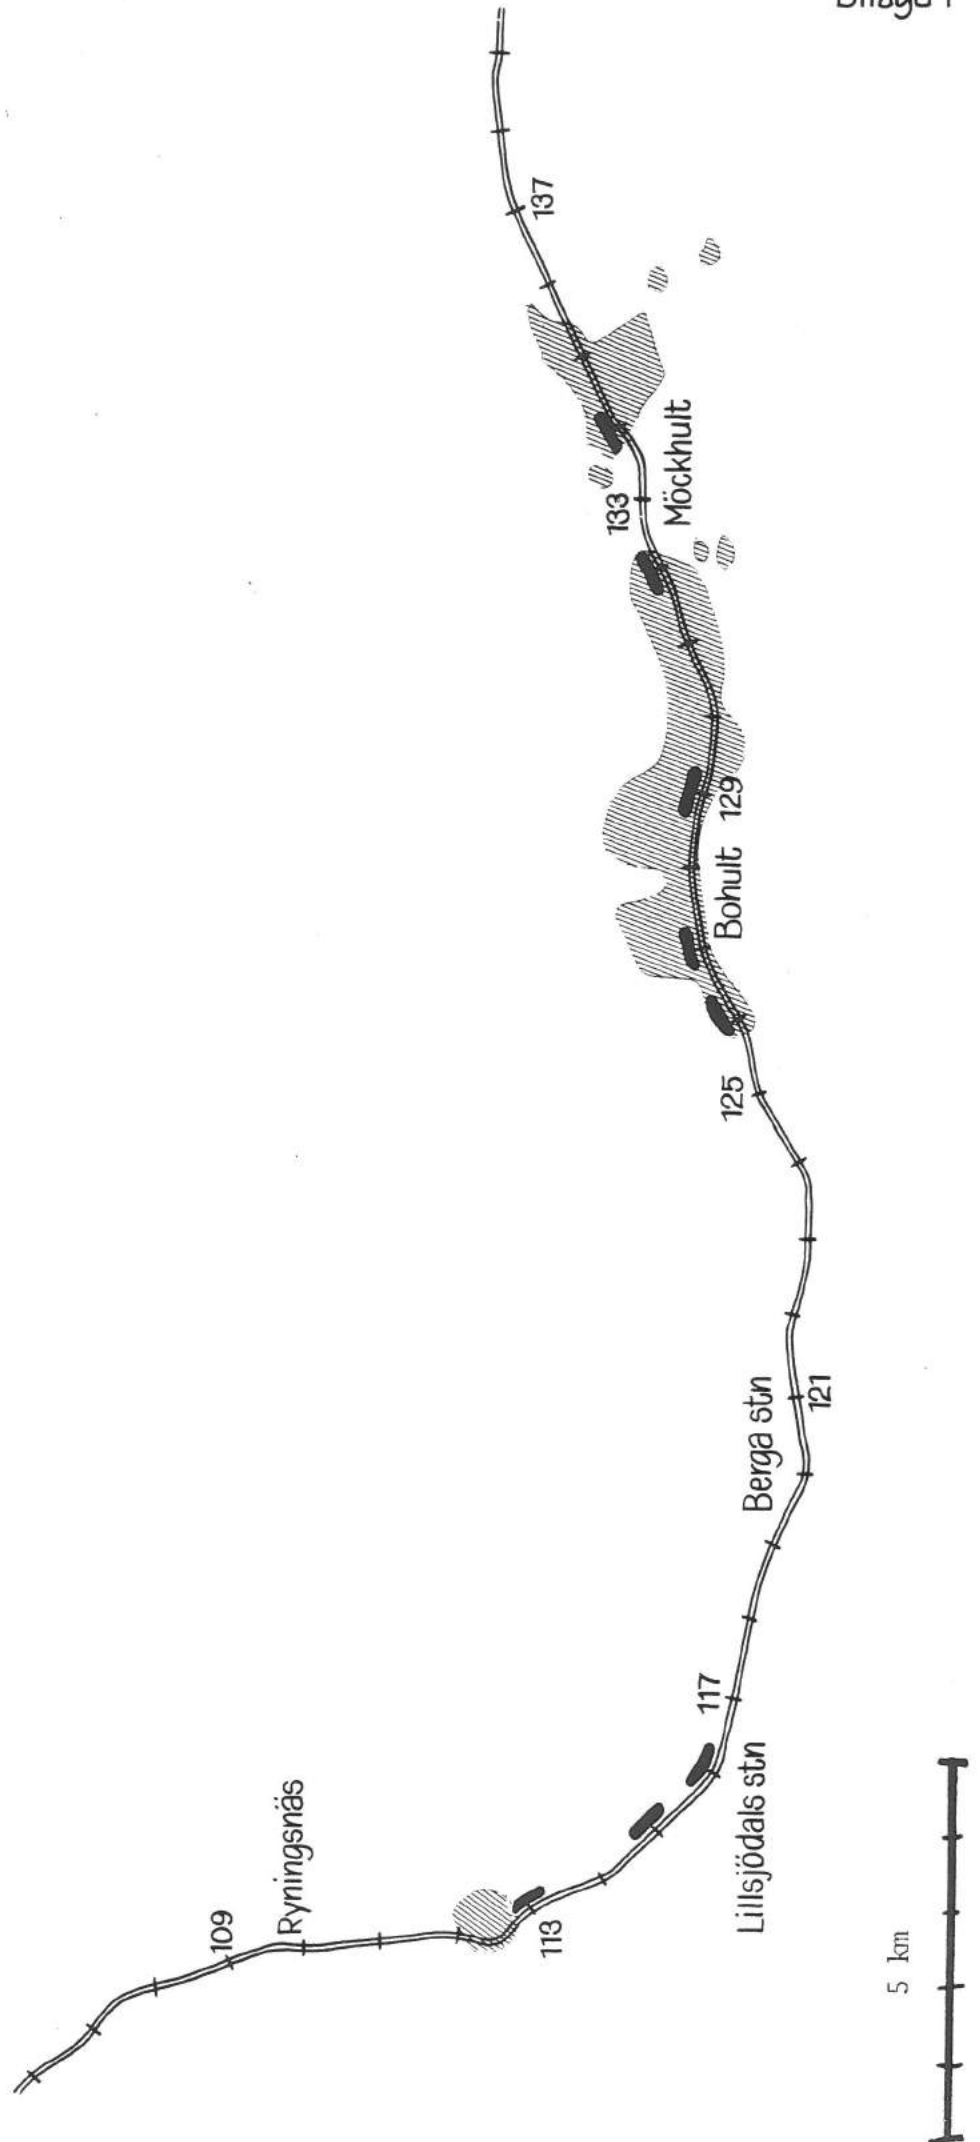 Bilaga 1
137
133
Möckhult
129
Bohult
125
121
Berga stn
117
Lillsjödals stn
113
109
Ryningsnäs
5 km